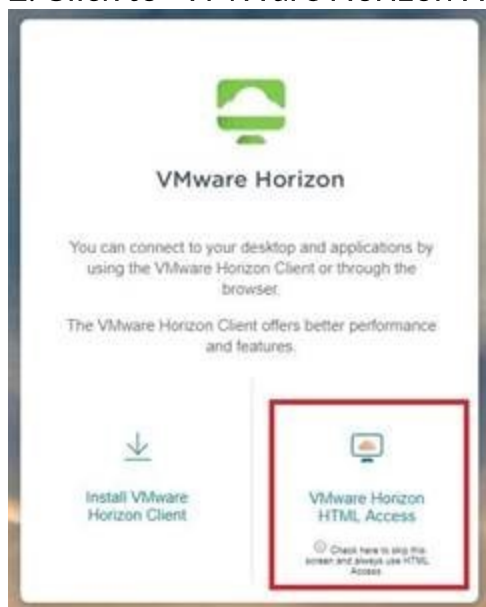 VMware Horizon
You can connect to your desktop and applications by
using the VMware Horizon Client or through the
browser.
The VMware Horizon Client offers better performance
and features.
Install VMware
Horizon Client
VMware Horizon
HTML Access
Check here to skip this
screen and always use HTML
Access